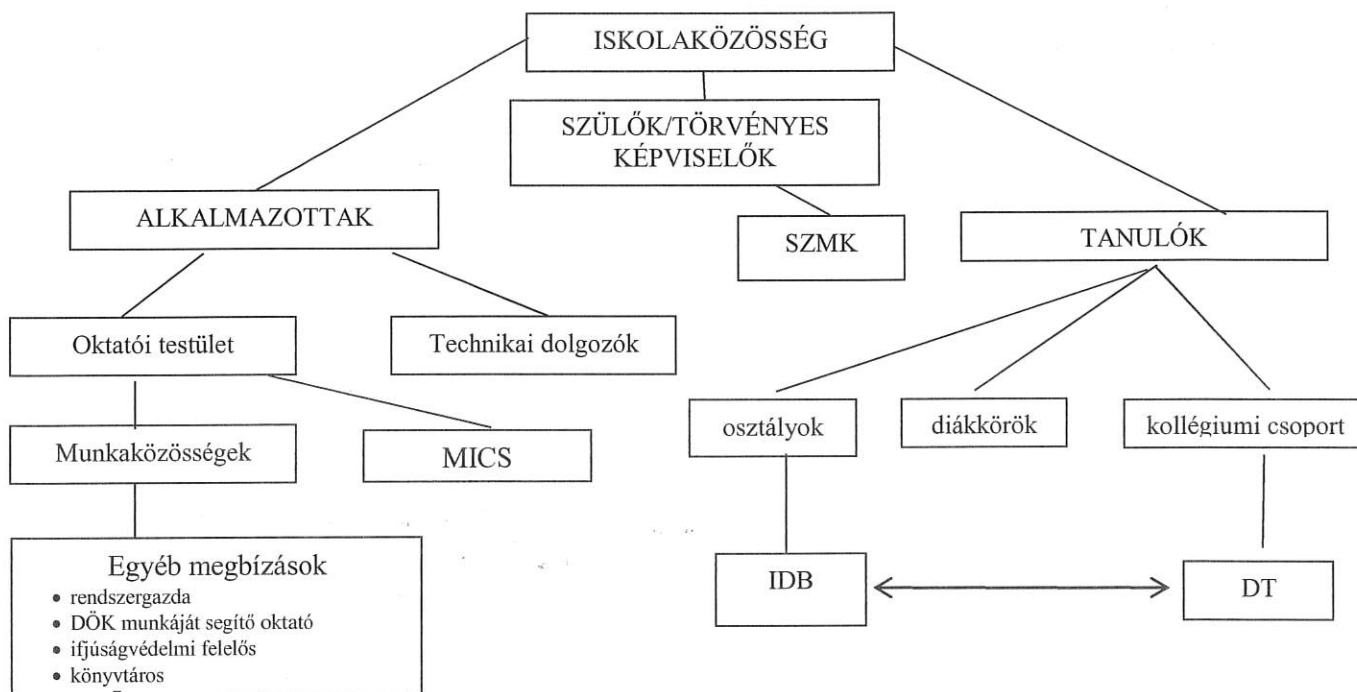 ISKOLAKÖZÖSSÉG
SZÜLŐK/TÖRVÉNYES
KÉPVISELŐK
ALKALMAZOTTAK
SZMK
TANULÓK
Oktatói testület
Technikai dolgozók
osztályok
diákkörök
kollégiumi csoport
Munkaközösségek
MICS
IDB
DT
Egyéb megbízások
• rendszergazda
• DÖK munkáját segítő oktató
• ifjúságvédelmi felelős
• könyvtáros